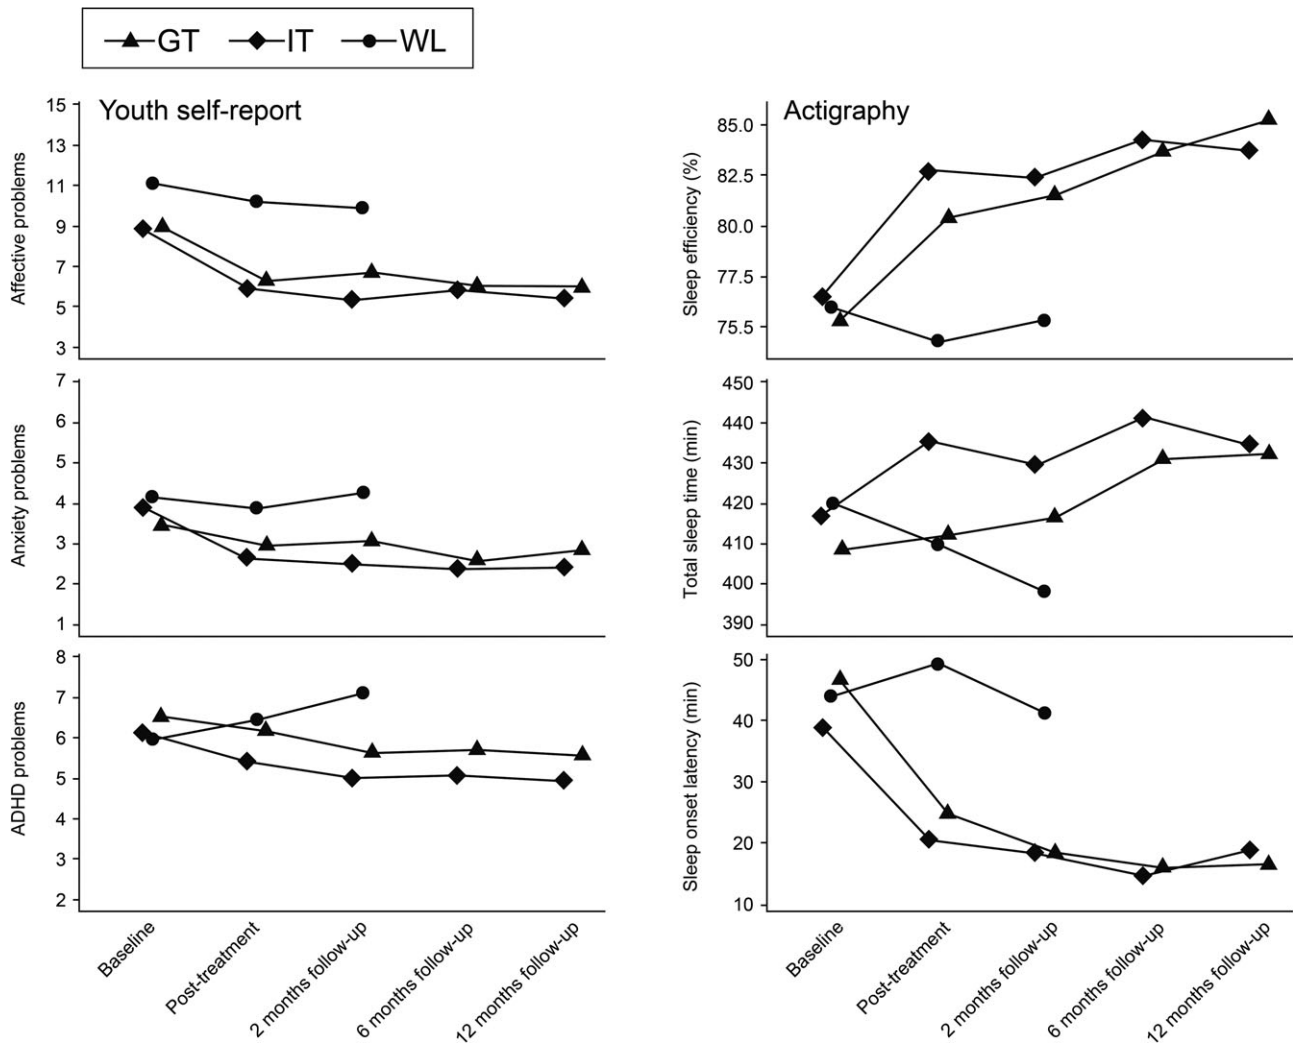 GT IT WL
Youth self-report
Affective problems
15
13
11
9
7
5
3
Anxiety problems
7
6
5
4
3
2
1
ADHD problems
8
7
6
5
4
3
2
Baseline
Post-treatment
2 months follow-up
6 months follow-up
12 months follow-up
Actigraphy
Sleep efficiency (%)
85.0
82.5
80.0
77.5
75.5
Total sleep time (min)
450
440
430
420
410
400
390
Sleep onset latency (min)
50
40
30
20
10
Baseline
Post-treatment
2 months follow-up
6 months follow-up
12 months follow-up